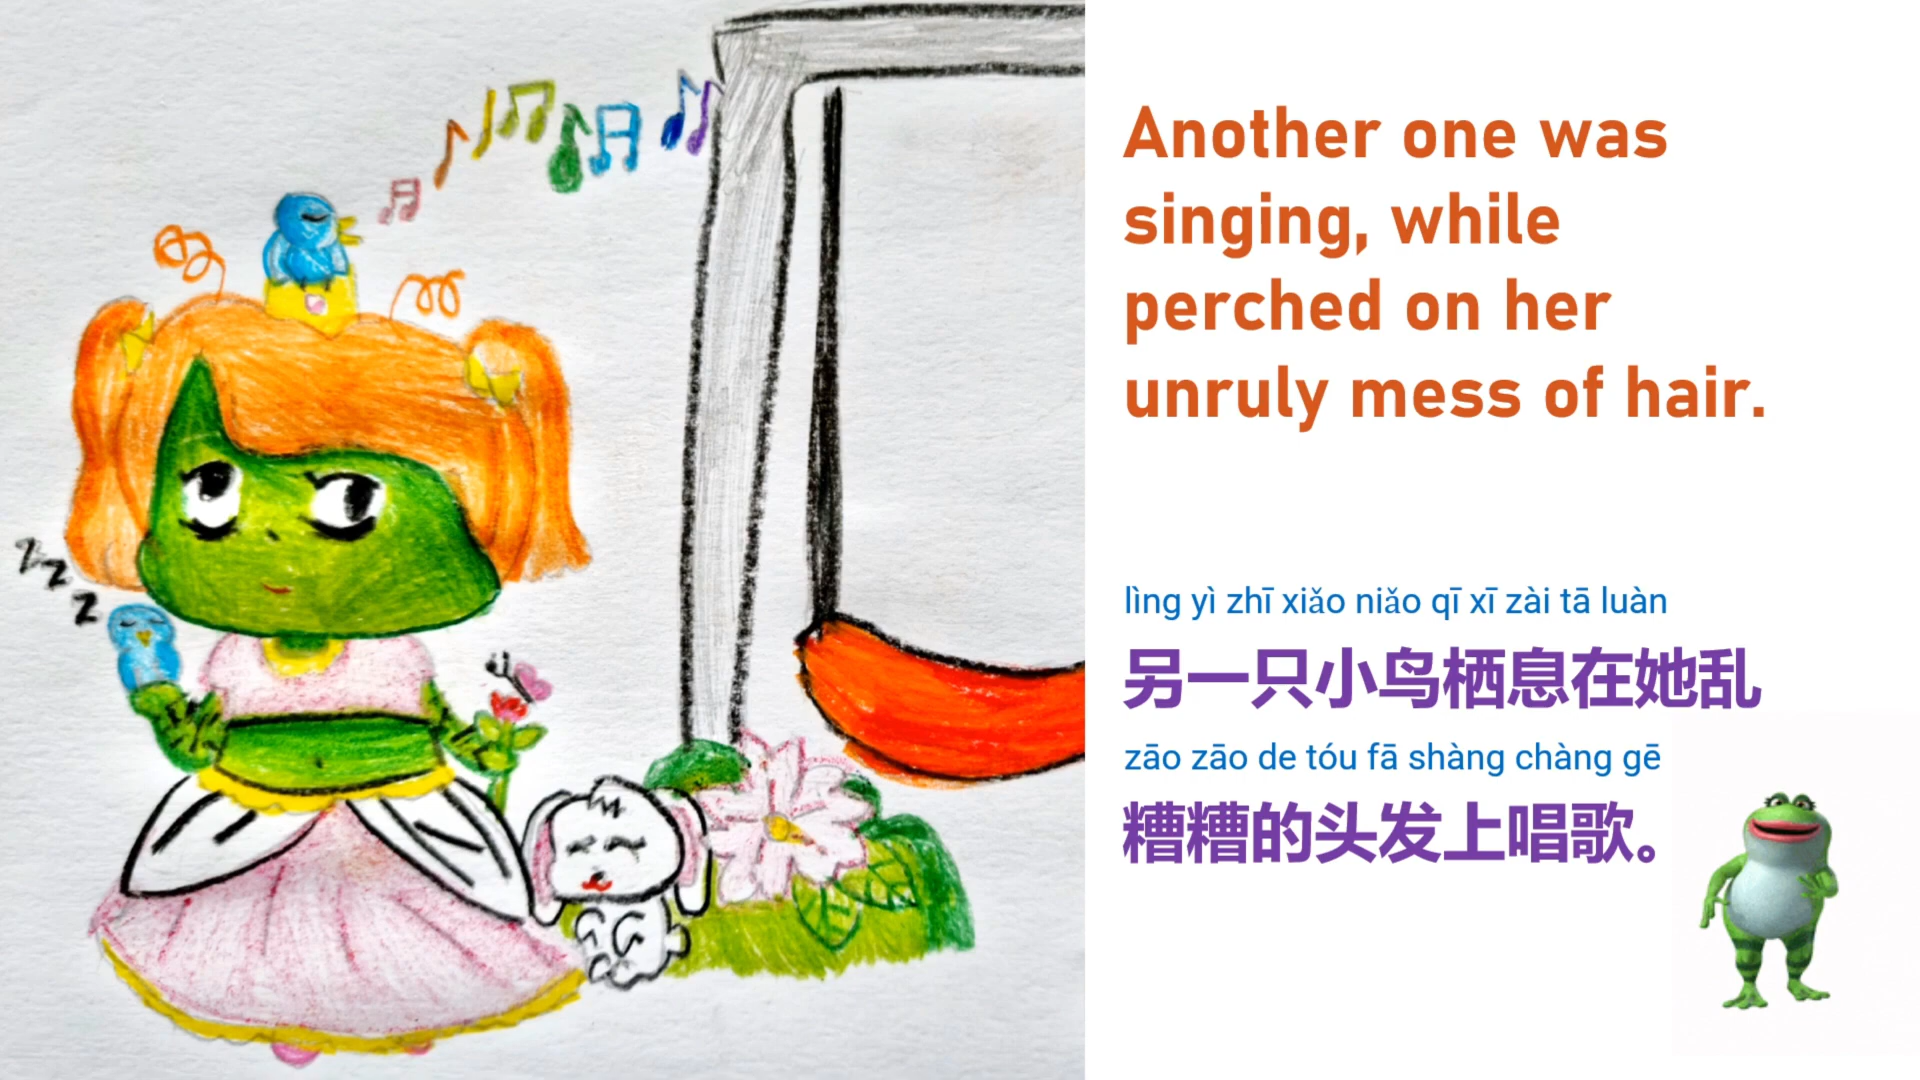 z
z
z
Another one was
singing, while
perched on her
unruly mess of hair.
lìng yì zhī xiǎo niǎo qī xī zài tā luàn
另一只小鸟栖息在她乱
zāo zāo de tóu fā shàng chàng gē
糟糟的头发上唱歌。